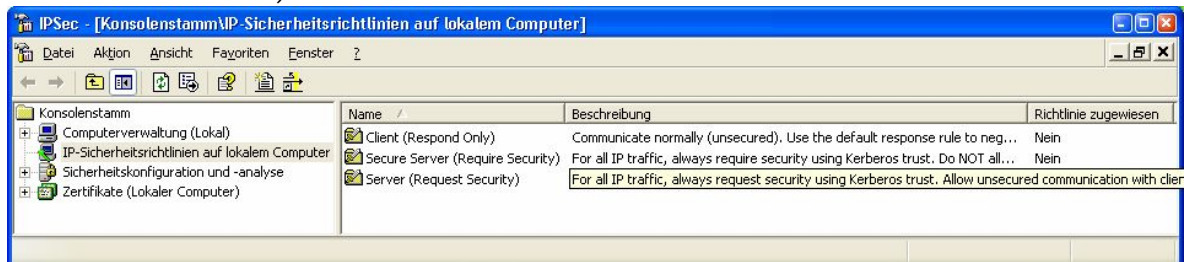 IPSec - [Konsolenstamm\IP-Sicherheitsrichtlinien auf lokalem Computer]
Datei Aktion Ansicht Favoriten Fenster ?
Konsolenstamm
Computerverwaltung (Lokal)
IP-Sicherheitsrichtlinien auf lokalem Computer
Sicherheitskonfiguration und -analyse
Zertifikate (Lokaler Computer)
Name Beschreibung Richtlinie zugewiesen
Client (Respond Only) Communicate normally (unsecured). Use the default response rule to neg... Nein
Secure Server (Require Security) For all IP traffic, always require security using Kerberos trust. Do NOT all... Nein
Server (Request Security) For all IP traffic, always request security using Kerberos trust. Allow unsecured communication with clien